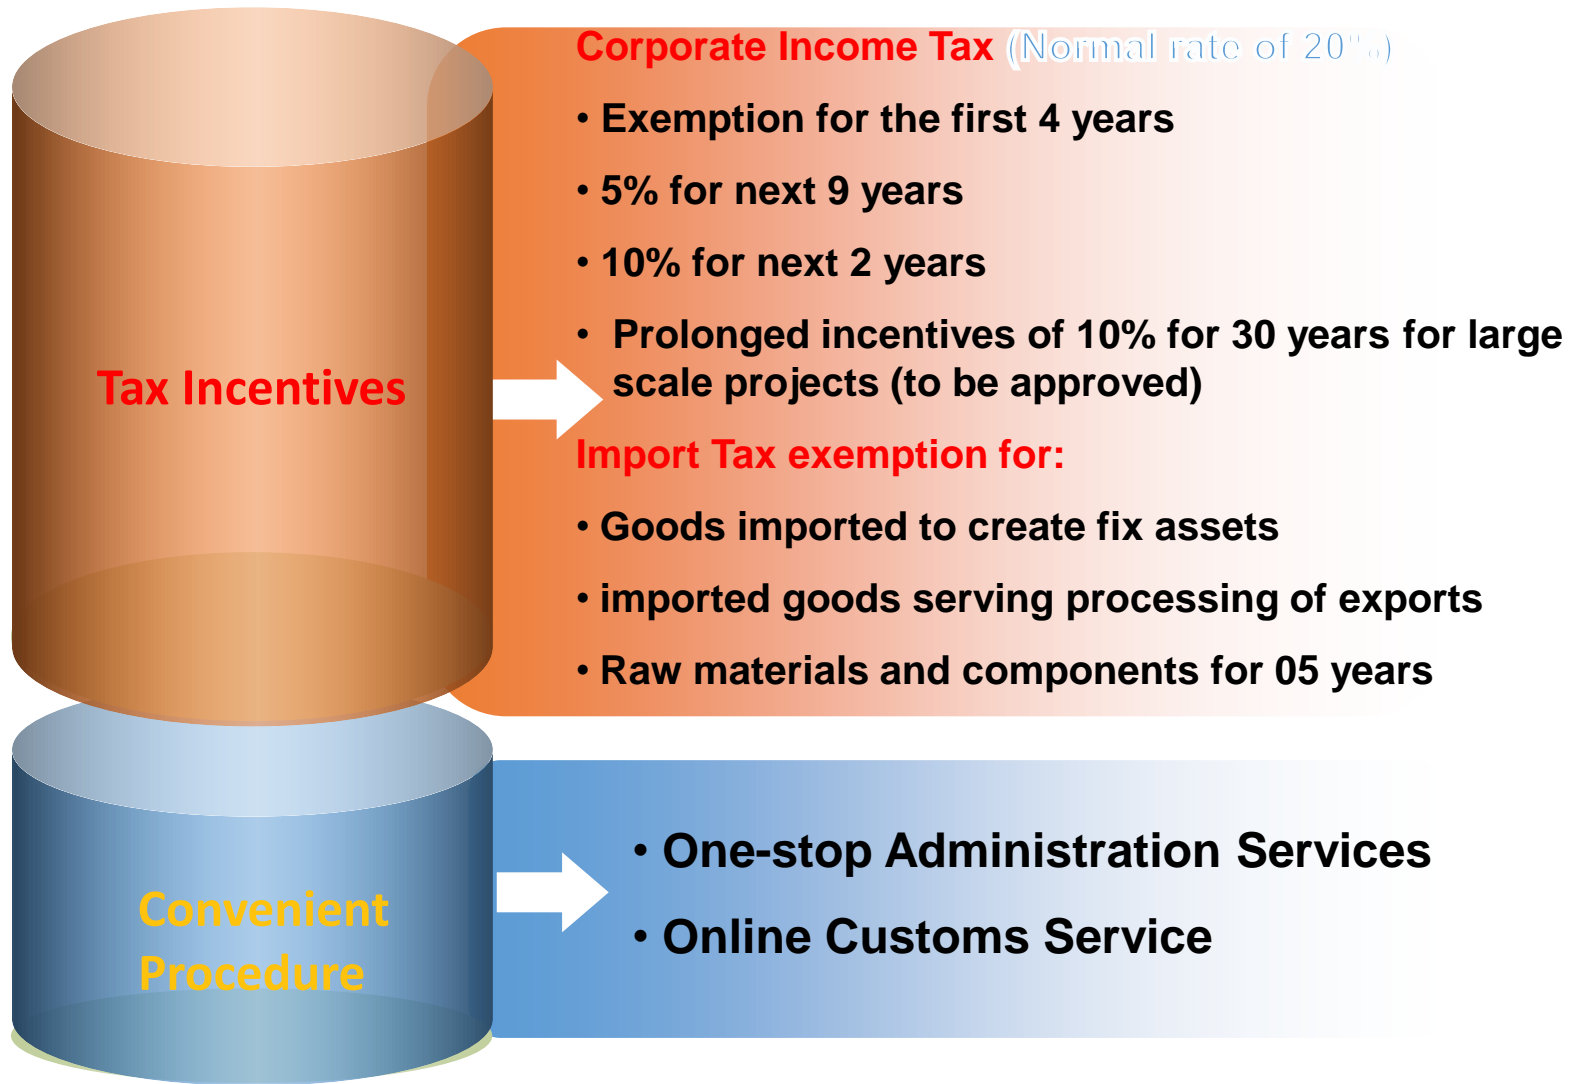 Corporate Income Tax (Normal rate of 20%)
• Exemption for the first 4 years
• 5% for next 9 years
• 10% for next 2 years
• Prolonged incentives of 10% for 30 years for large
scale projects (to be approved)
Import Tax exemption for:
• Goods imported to create fix assets
• imported goods serving processing of exports
• Raw materials and components for 05 years
Tax Incentives
• One-stop Administration Services
• Online Customs Service
Convenient
Procedure